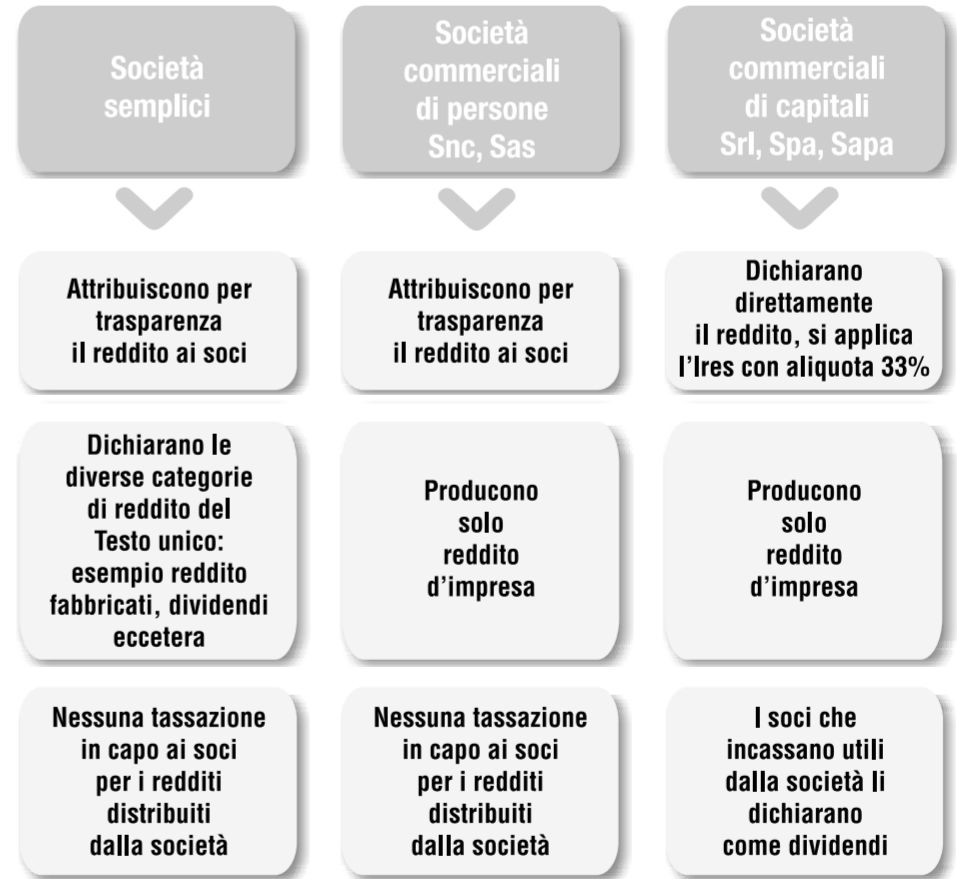 Società
semplici
Società
commerciali
di persone
Snc, Sas
Società
commerciali
di capitali
Srl, Spa, Sapa
Attribuiscono per
trasparenza
il reddito ai soci
Attribuiscono per
trasparenza
il reddito ai soci
Dichiarano
direttamente
il reddito, si applica
l'Ires con aliquota 33%
Dichiarano le
diverse categorie
di reddito del
Testo unico:
esempio reddito
fabbricati, dividendi
eccetera
Producono
solo
reddito
d'impresa
Producono
solo
reddito
d'impresa
Nessuna tassazione
in capo ai soci
per i redditi
distribuiti
dalla società
Nessuna tassazione
in capo ai soci
per i redditi
distribuiti
dalla società
I soci che
incassano utili
dalla società li
dichiarano
come dividendi